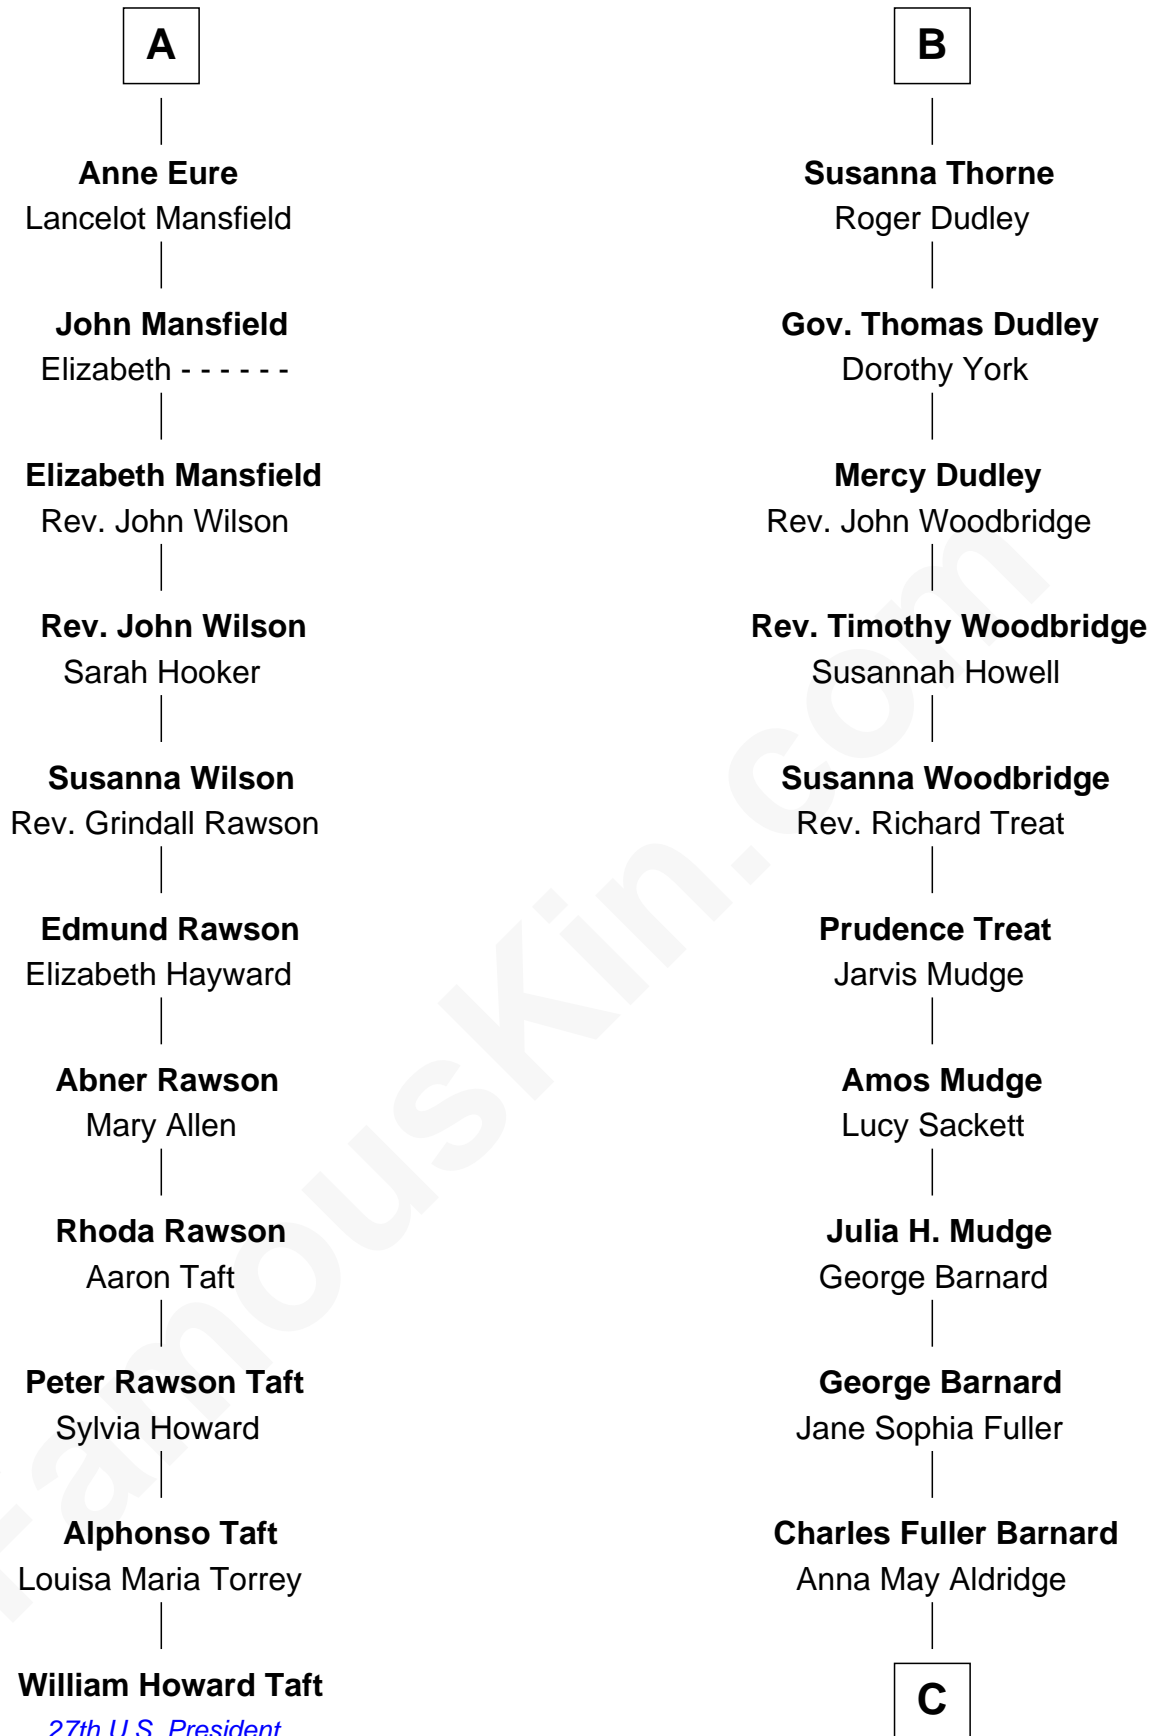 A
Anne Eure
Lancelot Mansfield
John Mansfield
Elizabeth - - - - - -
Elizabeth Mansfield
Rev. John Wilson
Rev. John Wilson
Sarah Hooker
Susanna Wilson
Rev. Grindall Rawson
Edmund Rawson
Elizabeth Hayward
Abner Rawson
Mary Allen
Rhoda Rawson
Aaron Taft
Peter Rawson Taft
Sylvia Howard
Alphonso Taft
Louisa Maria Torrey
William Howard Taft
27th U.S. President
B
Susanna Thorne
Roger Dudley
Gov. Thomas Dudley
Dorothy York
Mercy Dudley
Rev. John Woodbridge
Rev. Timothy Woodbridge
Susannah Howell
Susanna Woodbridge
Rev. Richard Treat
Prudence Treat
Jarvis Mudge
Amos Mudge
Lucy Sackett
Julia H. Mudge
George Barnard
George Barnard
Jane Sophia Fuller
Charles Fuller Barnard
Anna May Aldridge
C
FamousKin.com